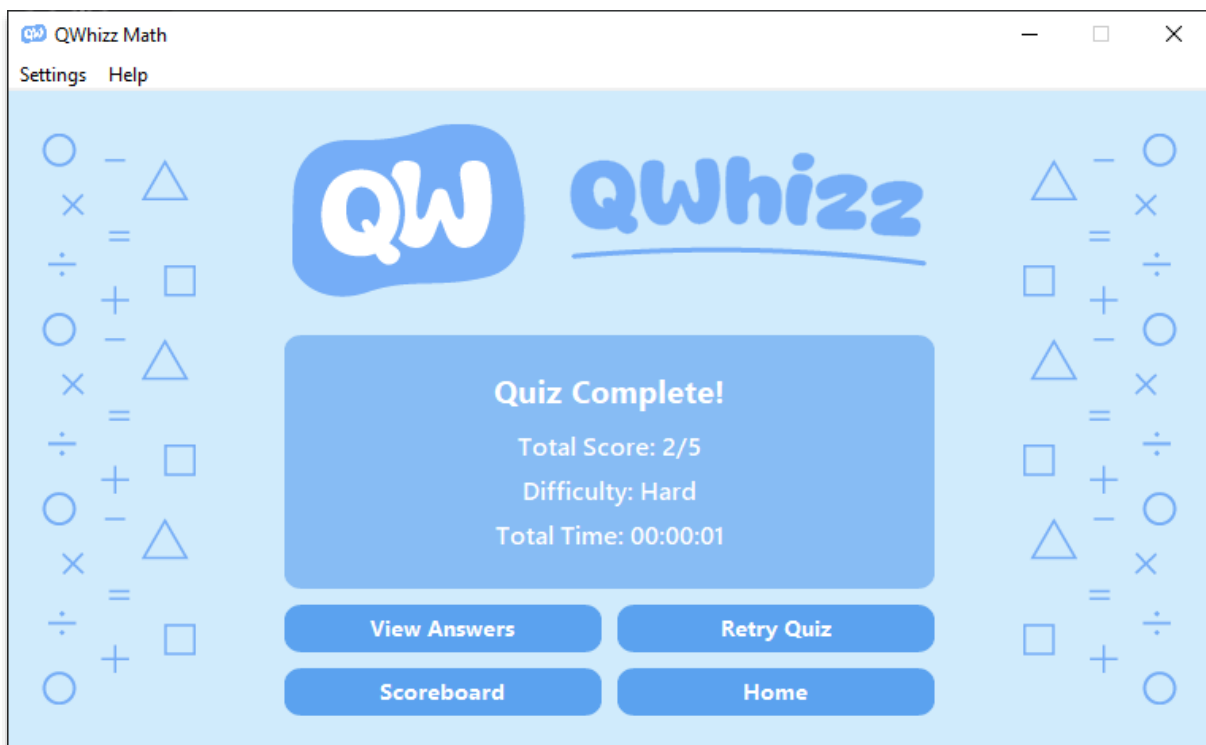 QWhizz Math
Settings Help
QW QWhizz
Quiz Complete!
Total Score: 2/5
Difficulty: Hard
Total Time: 00:00:01
View Answers Retry Quiz
Scoreboard Home